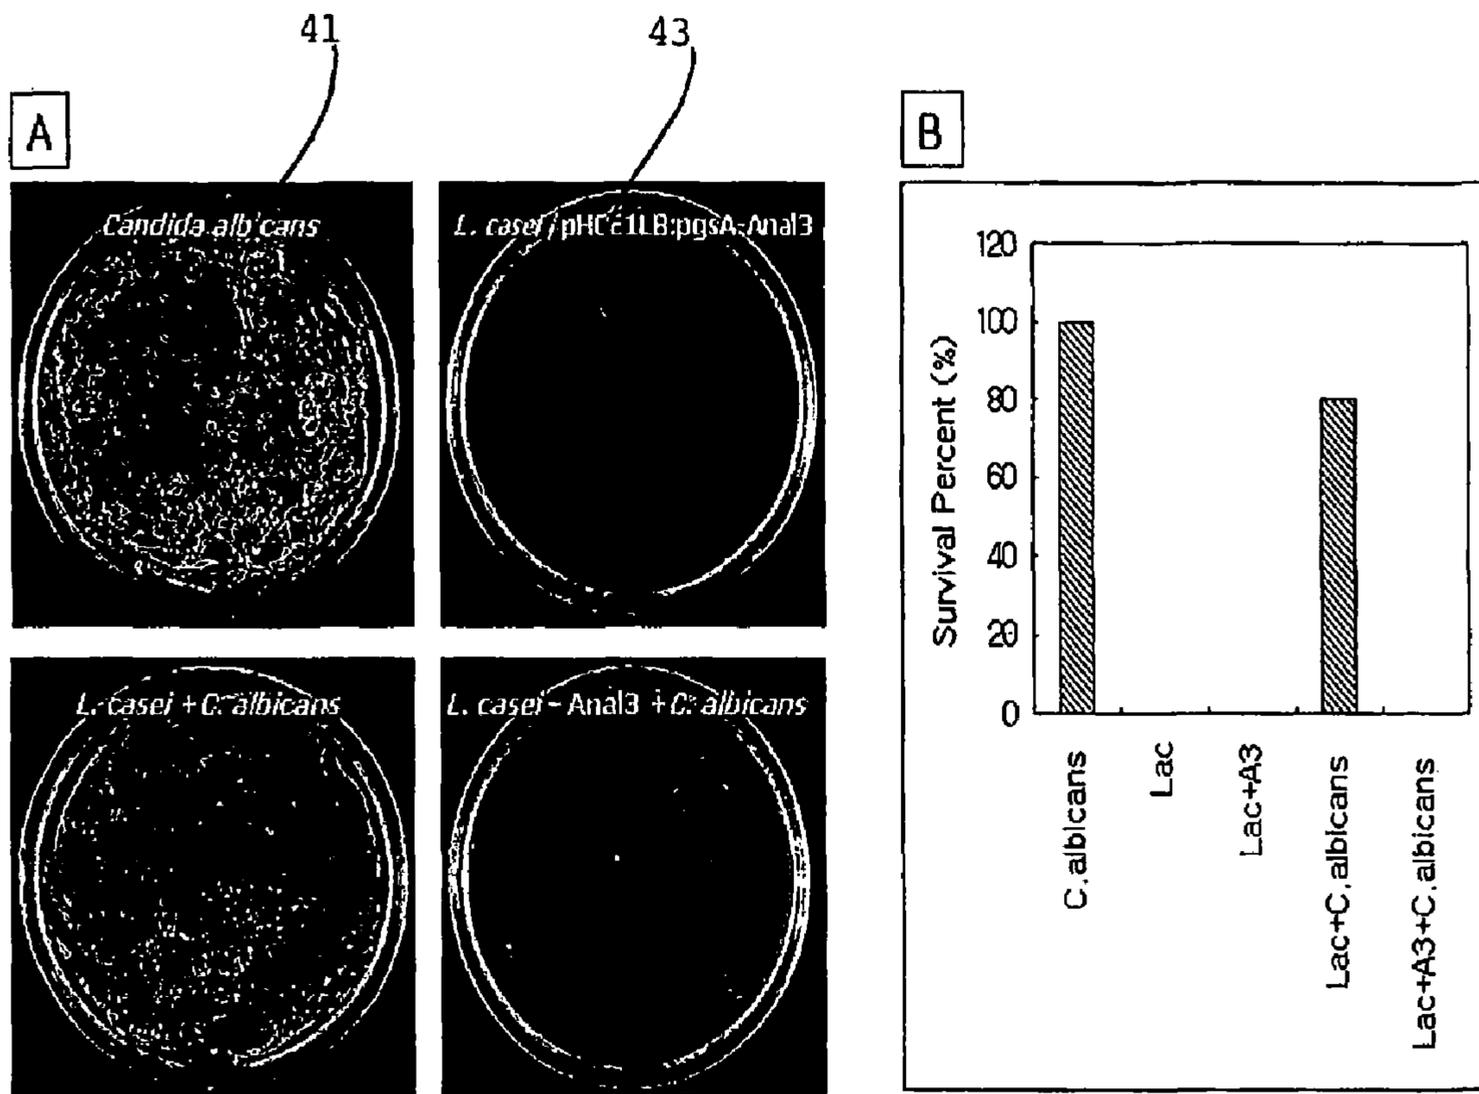 41
43
A
B
Candida albicans
L. casei/pHCE1LB:pgsA-Anal3
L. casei + C. albicans
L. casei - Anal3 + C. albicans
Survival Percent (%)
120
100
80
60
40
20
0
C.albicans
Lac
Lac+A3
Lac+C.albicans
Lac+A3+C.albicans